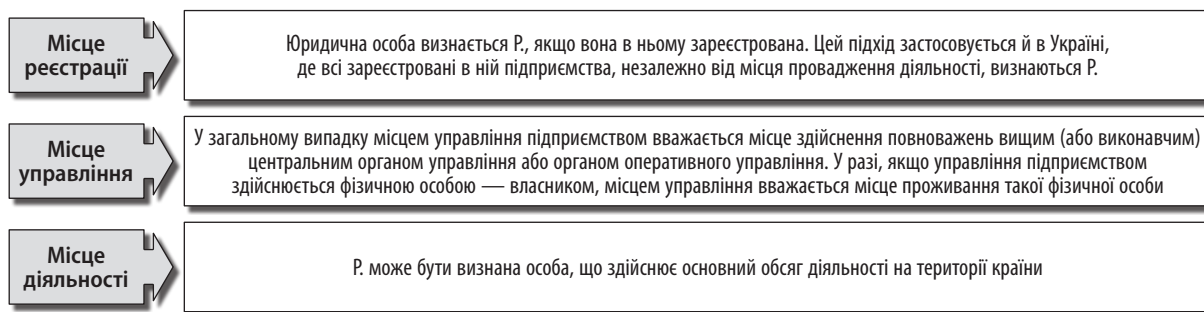 Місце
реєстрації
Юридична особа визнається Р., якщо вона в ньому зареєстрована. Цей підхід застосовується й в Україні,
де всі зареєстровані в ній підприємства, незалежно від місця провадження діяльності, визнаються Р.
Місце
управління
У загальному випадку місцем управління підприємством вважається місце здійснення повноважень вищим (або виконавчим)
центральним органом управління або органом оперативного управління. У разі, якщо управління підприємством
здійснюється фізичною особою — власником, місцем управління вважається місце проживання такої фізичної особи
Місце
діяльності
Р. може бути визнана особа, що здійснює основний обсяг діяльності на території країни